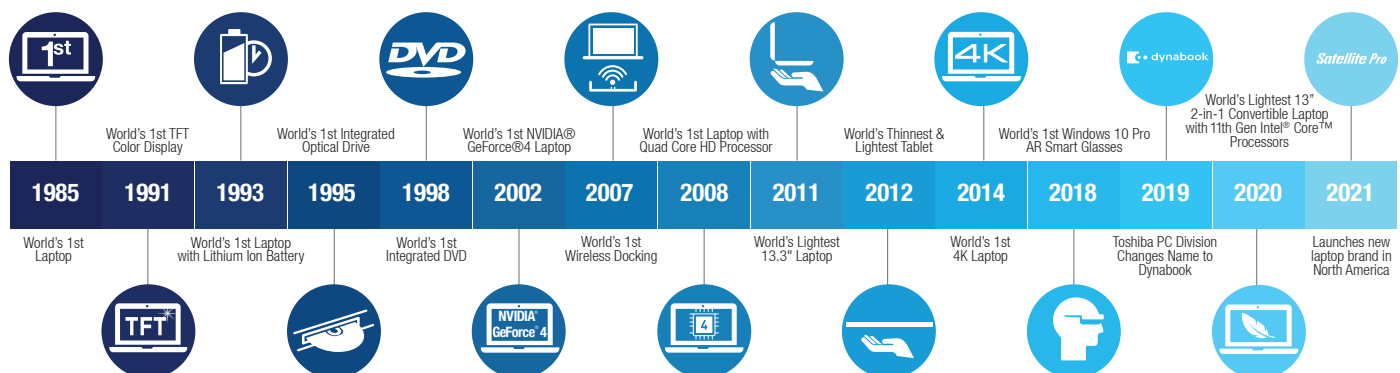 1st
DVD
4K
dynabook
Satellite Pro
World's 1st TFT
Color Display
World's 1st Integrated
Optical Drive
World's 1st NVIDIA®
GeForce®4 Laptop
World's 1st Laptop with
Quad Core HD Processor
World's Thinnest &
Lightest Tablet
World's 1st Windows 10 Pro
AR Smart Glasses
World's Lightest 13"
2-in-1 Convertible Laptop
with 11th Gen Intel® Core™
Processors
1985
1991
1993
1995
1998
2002
2007
2008
2011
2012
2014
2018
2019
2020
2021
World's 1st
Laptop
World's 1st Laptop
with Lithium Ion Battery
World's 1st
Integrated DVD
World's 1st
Wireless Docking
World's Lightest
13.3" Laptop
World's 1st
4K Laptop
Toshiba PC Division
Changes Name to
Dynabook
Launches new
laptop brand in
North America
TFT
NVIDIA®
GeForce®4
4